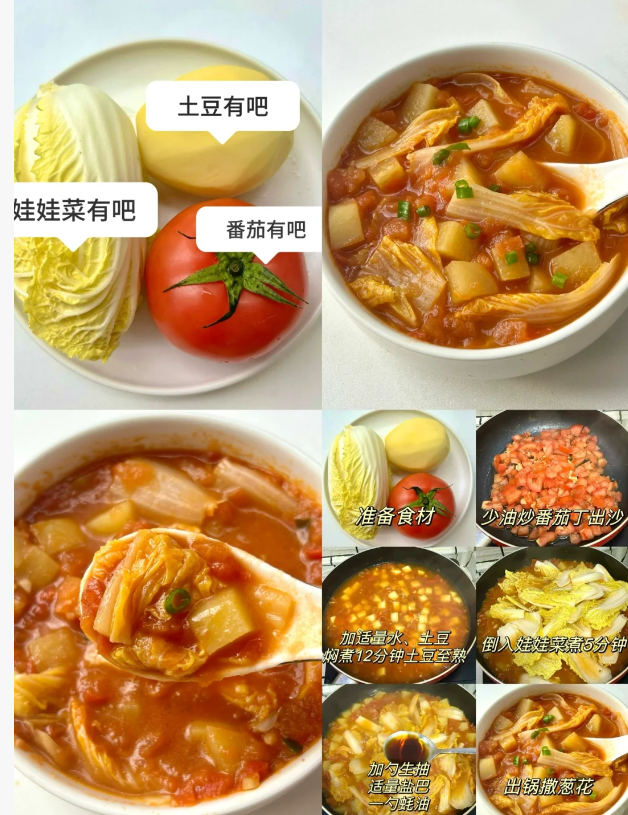 土豆有吧
娃娃菜有吧
番茄有吧
准备食材
少油炒番茄丁出沙
加适量水、土豆
焖煮12分钟土豆至熟
倒入娃娃菜煮5分钟
加勺生抽
适量盐巴
一勺蚝油
出锅撒葱花